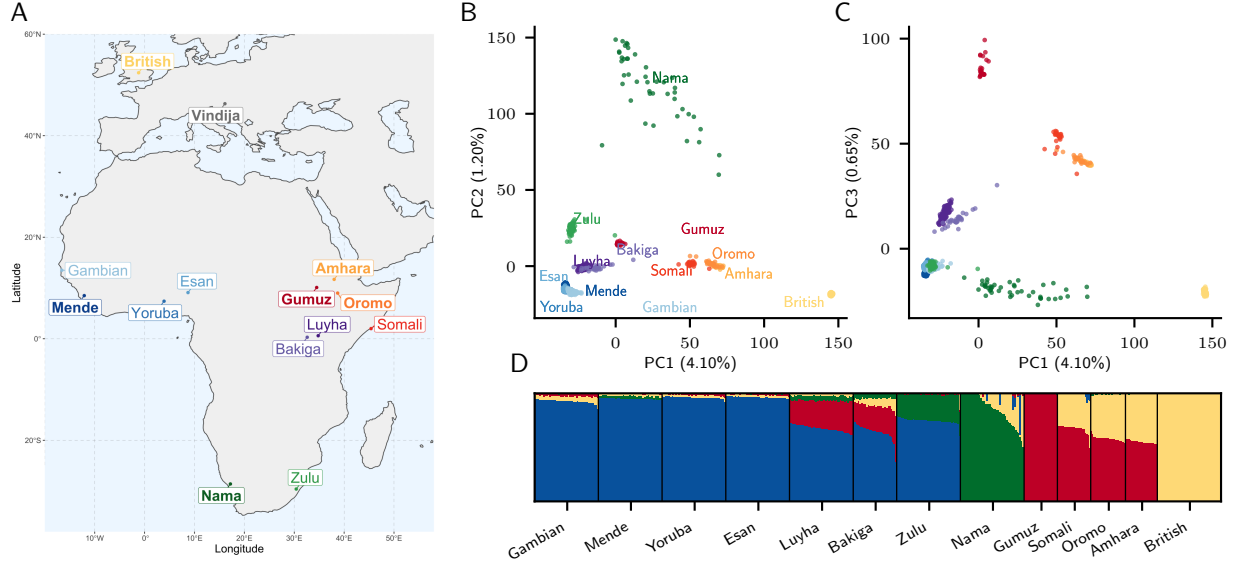 A
60°N
40°N
20°N
0°
20°S
Latitude
10°W
0°
10°E
20°E
30°E
40°E
50°E
Longitude
British
Vindija
Gambian
Esan
Mende
Yoruba
Amhara
Gumuz
Oromo
Luyha
Somali
Bakiga
Zulu
Nama
B
150
100
50
0
PC2 (1.20%)
Nama
Zulu
Gumuz
Bakiga
Oromo
Luyha
Somali
Amhara
Esan
Mende
Yoruba
Gambian
British
0
50
100
150
PC1 (4.10%)
C
100
50
0
PC3 (0.65%)
0
50
100
150
PC1 (4.10%)
D
Gambian
Mende
Yoruba
Esan
Luyha
Bakiga
Zulu
Nama
Gumuz
Somali
Oromo
Amhara
British